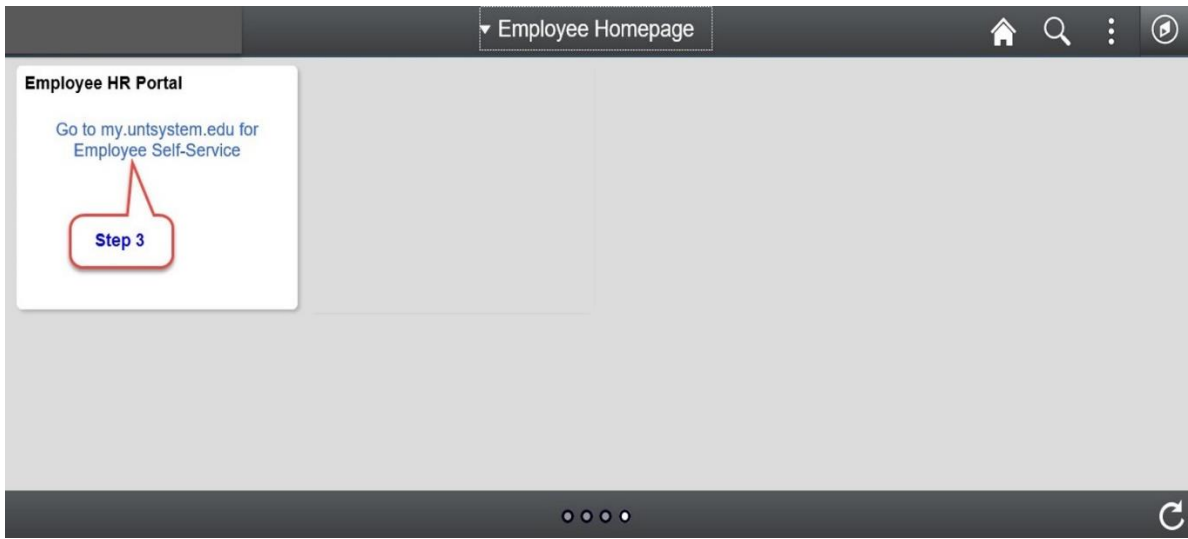 Employee Homepage
Employee HR Portal
Go to my.untsystem.edu for
Employee Self-Service
Step 3